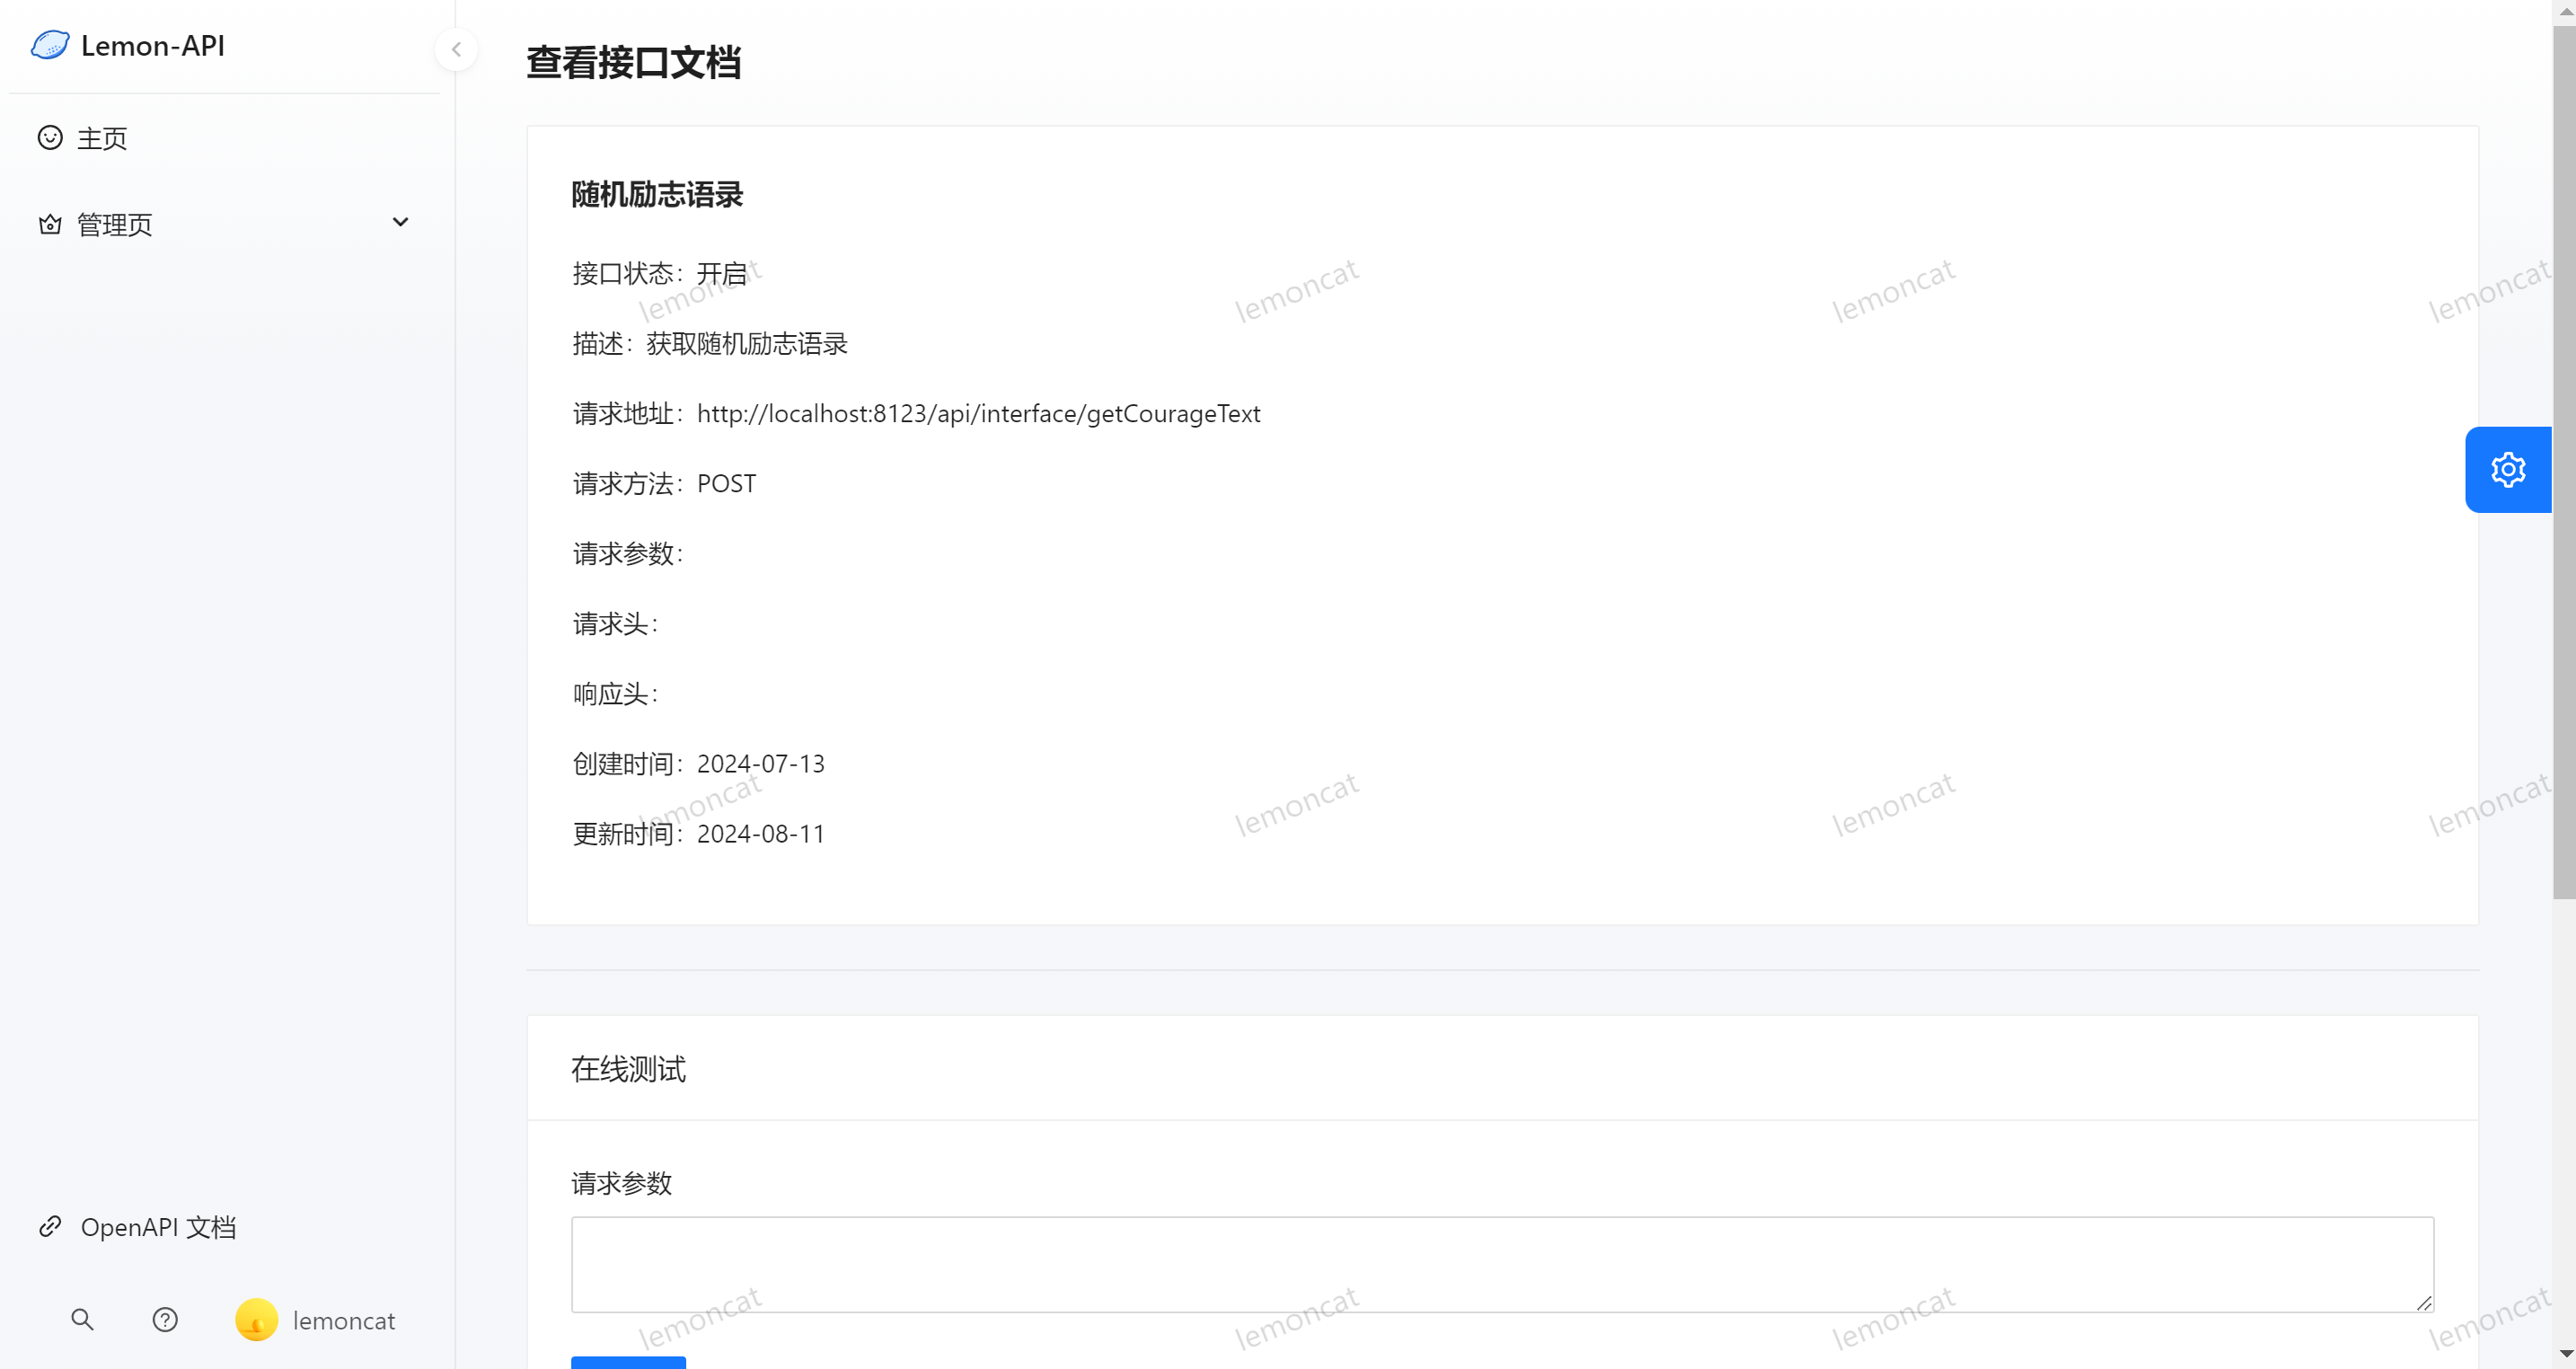 Lemon-API
主页
管理页
OpenAPI 文档
lemoncat
查看接口文档
随机励志语录
接口状态：开启
描述：获取随机励志语录
请求地址：http://localhost:8123/api/interface/getCourageText
请求方法：POST
请求参数：
请求头：
响应头：
创建时间：2024-07-13
更新时间：2024-08-11
在线测试
请求参数
lemoncat
lemoncat
lemoncat
lemoncat
lemoncat
lemoncat
lemoncat
lemoncat
lemoncat
lemoncat
lemoncat
lemoncat